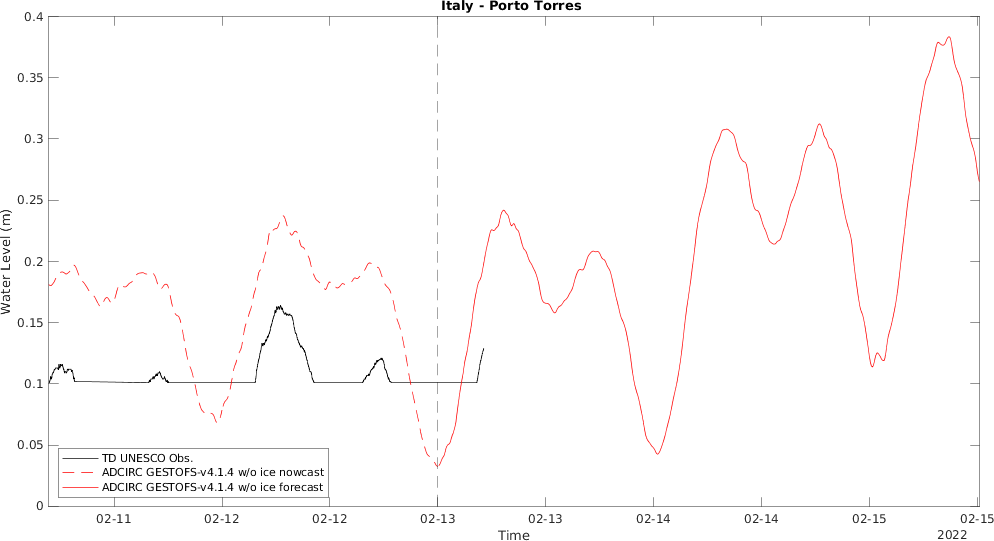 Italy - Porto Torres
0.4
0.35
0.3
0.25
0.2
0.15
0.1
0.05
0
Water Level (m)
TD UNESCO Obs.
ADCIRC GESTOFS-v4.1.4 w/o ice nowcast
ADCIRC GESTOFS-v4.1.4 w/o ice forecast
02-11 02-12 02-12 02-13 02-13 02-14 02-14 02-15 02-15
Time
2022